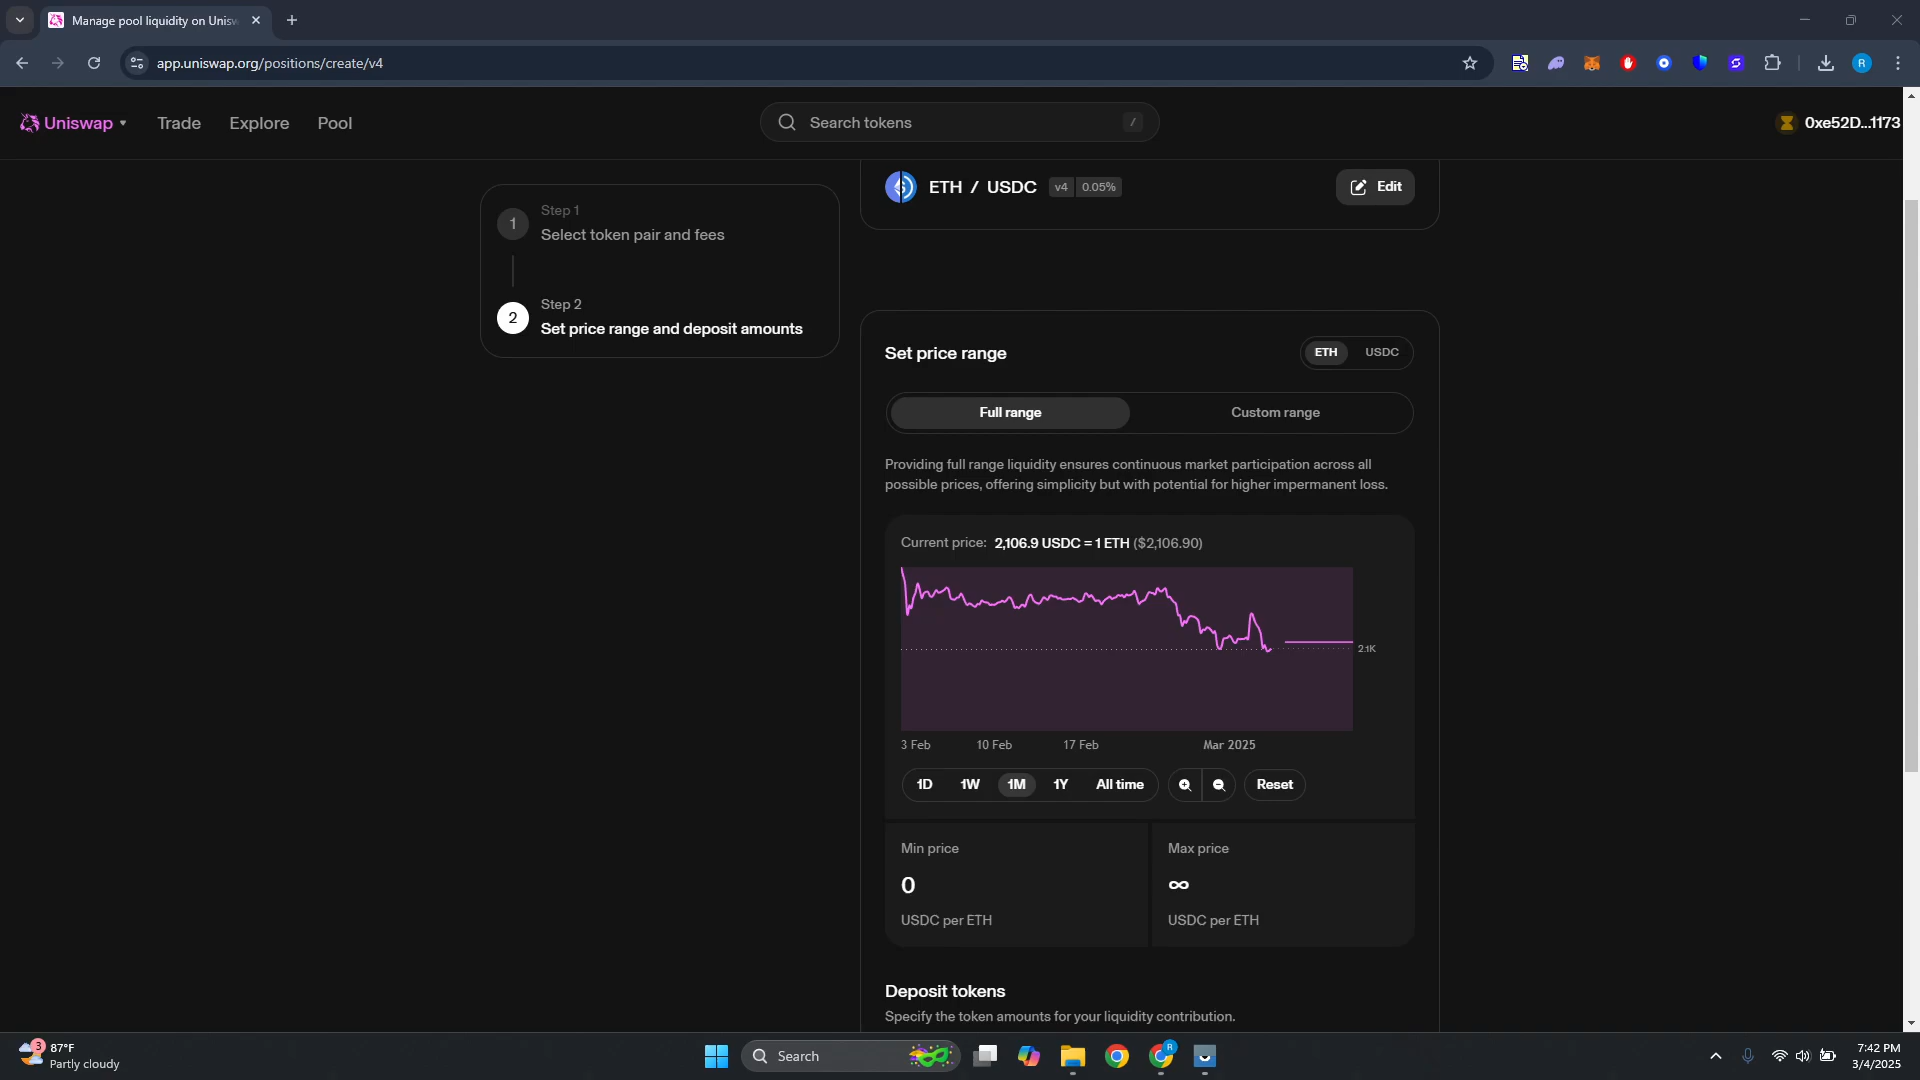 Manage pool liquidity on Unisw
app.uniswap.org/positions/create/v4
R
Uniswap
Trade
Explore
Pool
Search tokens
/
0xe52D...1173
1
Step 1
Select token pair and fees
2
Step 2
Set price range and deposit amounts
ETH / USDC
v4
0.05%
Edit
Set price range
ETH
USDC
Full range
Custom range
Providing full range liquidity ensures continuous market participation across all
possible prices, offering simplicity but with potential for higher impermanent loss.
Current price: 2,106.9 USDC = 1 ETH ($2,106.90)
2.1K
3 Feb
10 Feb
17 Feb
Mar 2025
1D
1W
1M
1Y
All time
Reset
Min price
0
USDC per ETH
Max price
∞
USDC per ETH
Deposit tokens
Specify the token amounts for your liquidity contribution.
3
87°F
Partly cloudy
Search
R
7:42 PM
3/4/2025